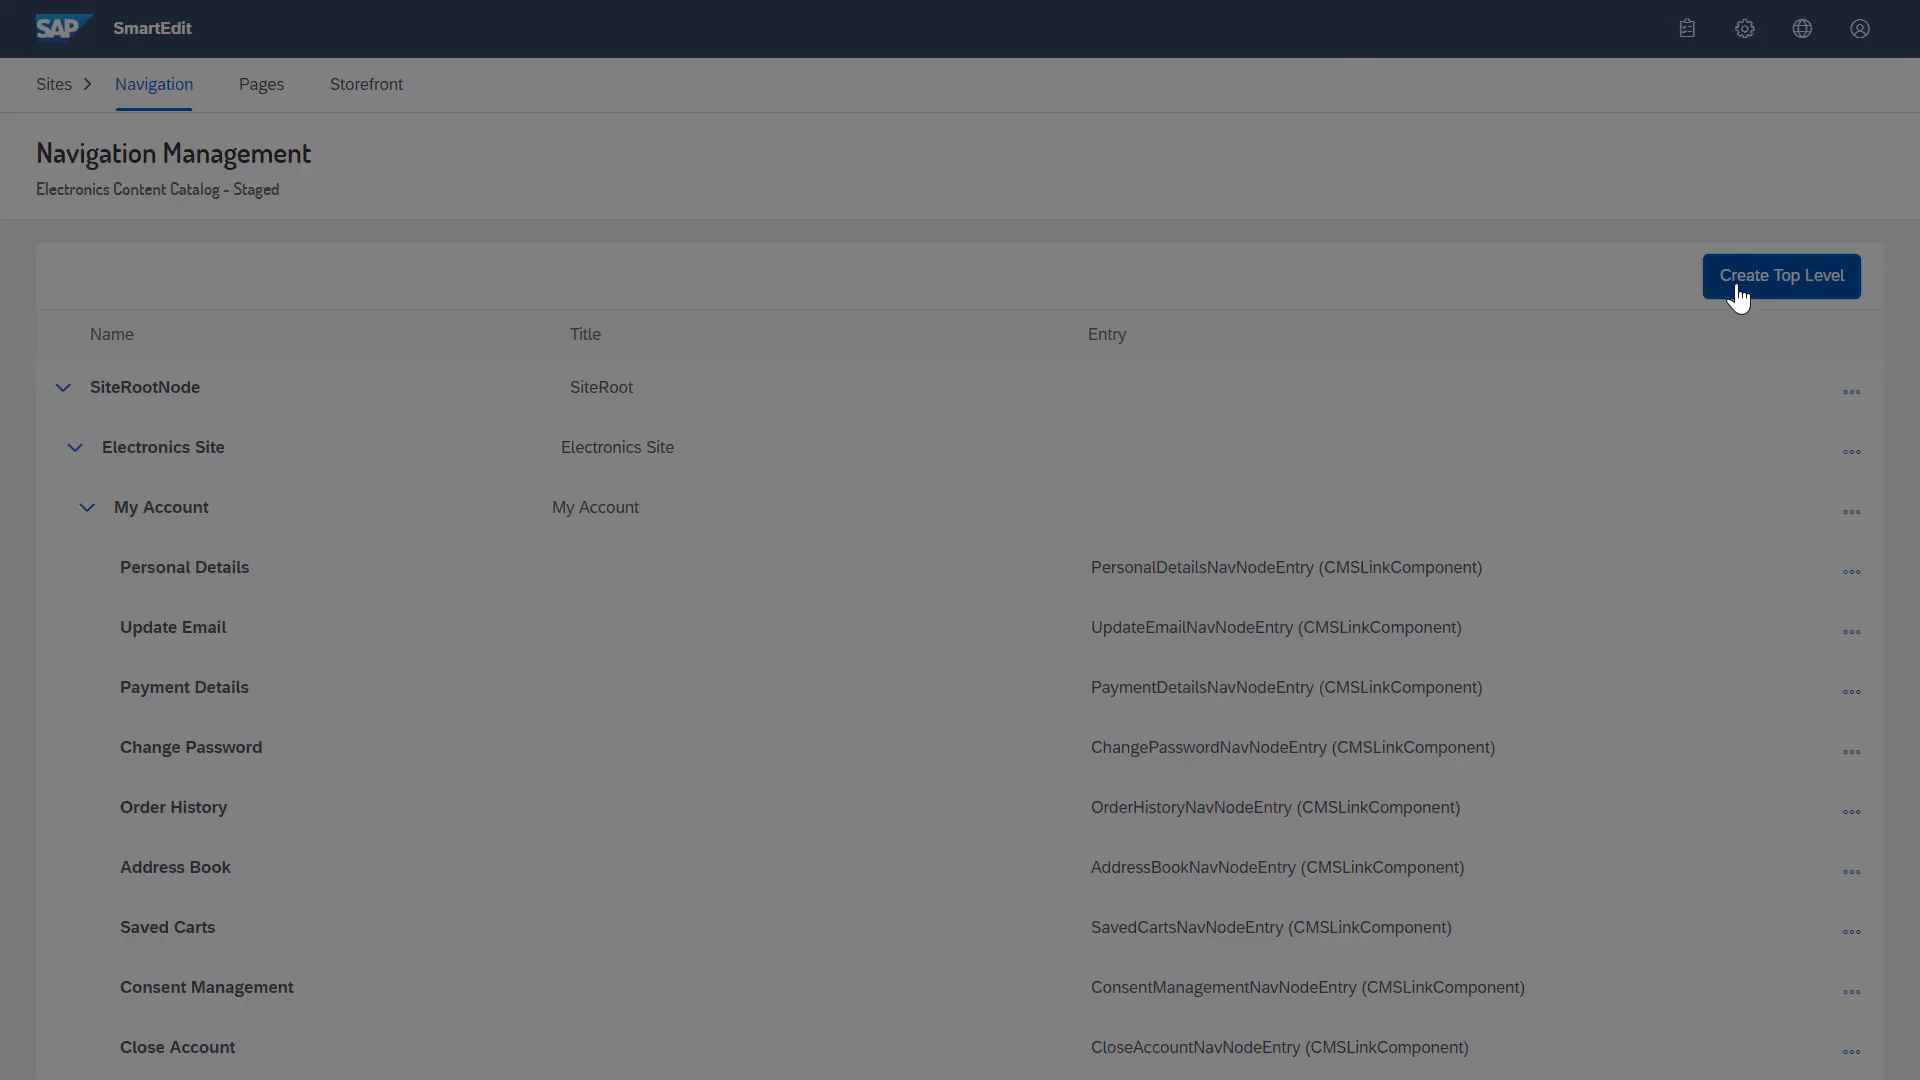 SAP SmartEdit
Sites Navigation Pages Storefront
Navigation Management
Electronics Content Catalog - Staged
Create Top Level
Name Title Entry
SiteRootNode SiteRoot
Electronics Site Electronics Site
My Account My Account
Personal Details PersonalDetailsNavNodeEntry (CMSLinkComponent)
Update Email UpdateEmailNavNodeEntry (CMSLinkComponent)
Payment Details PaymentDetailsNavNodeEntry (CMSLinkComponent)
Change Password ChangePasswordNavNodeEntry (CMSLinkComponent)
Order History OrderHistoryNavNodeEntry (CMSLinkComponent)
Address Book AddressBookNavNodeEntry (CMSLinkComponent)
Saved Carts SavedCartsNavNodeEntry (CMSLinkComponent)
Consent Management ConsentManagementNavNodeEntry (CMSLinkComponent)
Close Account CloseAccountNavNodeEntry (CMSLinkComponent)